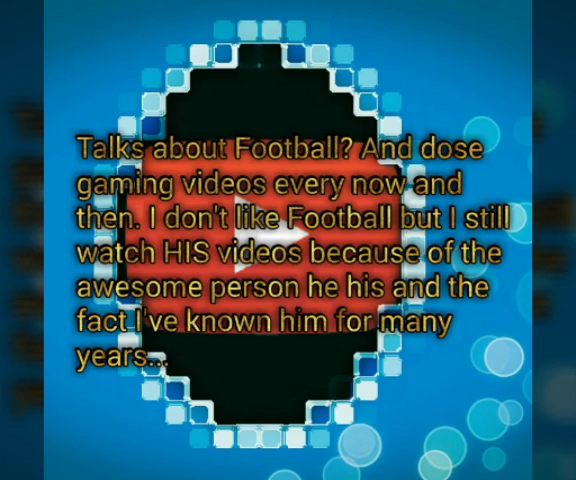 Talks about Football? And dose
gaming videos every now and
then. I don't like Football but I still
watch HIS videos because of the
awesome person he his and the
fact I've known him for many
years...